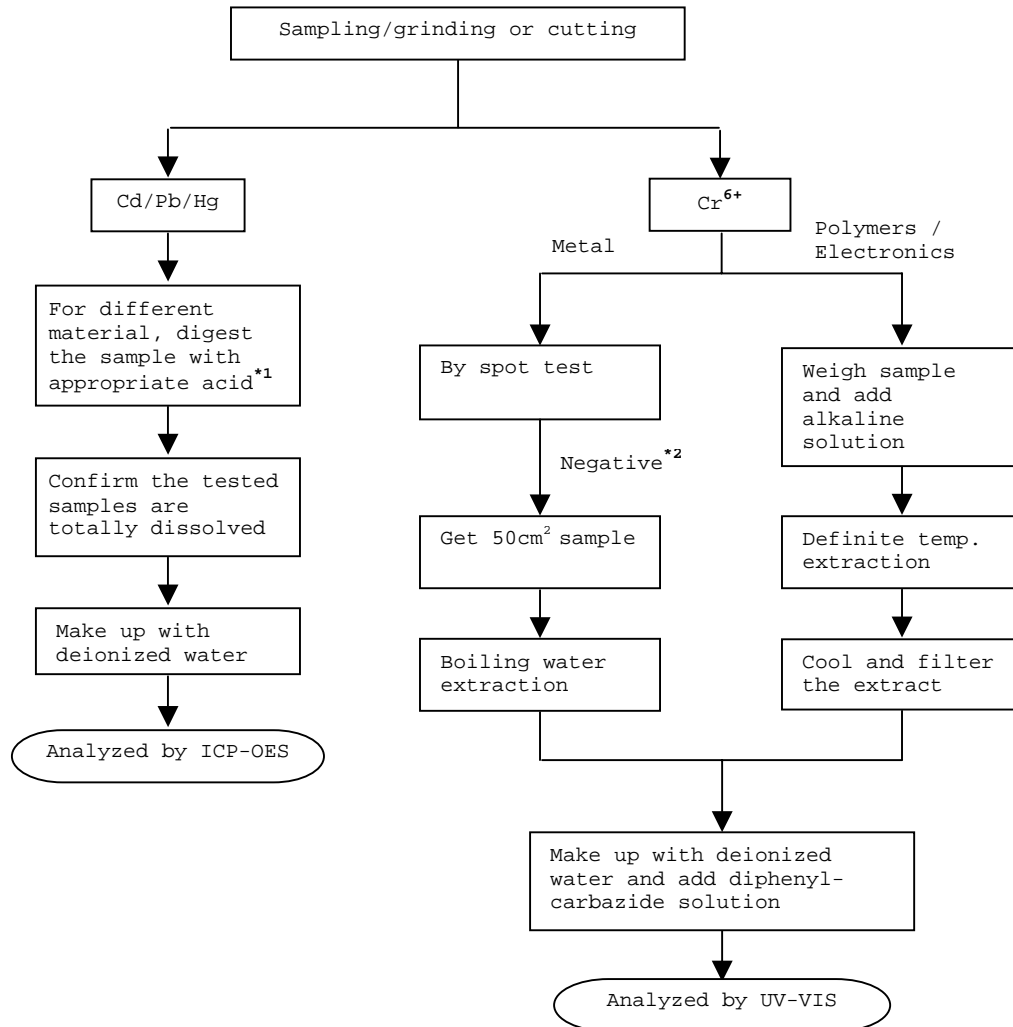 Sampling/grinding or cutting
Cd/Pb/Hg
Cr6+
Metal
Polymers /
Electronics
For different
material, digest
the sample with
appropriate acid*1
By spot test
Weigh sample
and add
alkaline
solution
Negative*2
Confirm the tested
samples are
totally dissolved
Get 50cm2 sample
Definite temp.
extraction
Make up with
deionized water
Boiling water
extraction
Cool and filter
the extract
Analyzed by ICP-OES
Make up with deionized
water and add diphenyl-
carbazide solution
Analyzed by UV-VIS